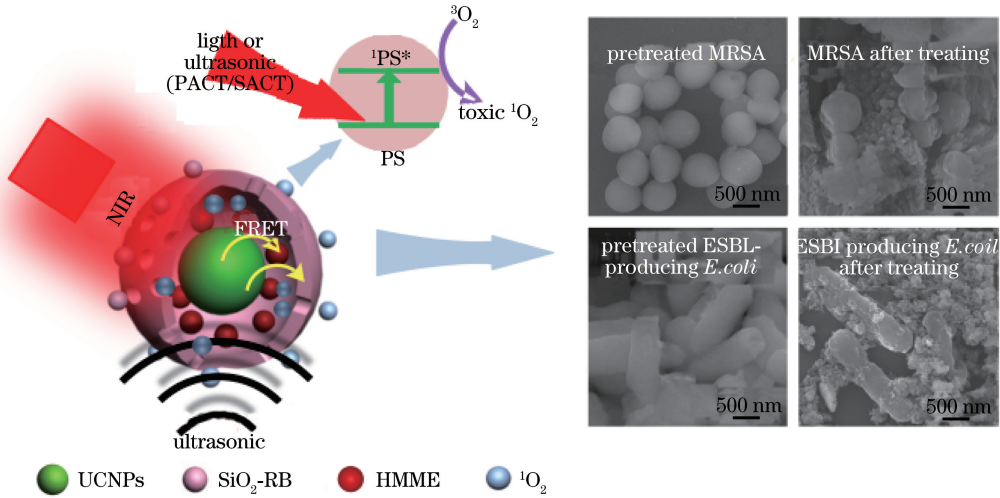 ligth or
ultrasonic
(PACT/SACT)
³O₂
¹PS*
toxic ¹O₂
PS
NIR
FRET
ultrasonic
UCNPs
SiO₂-RB
HMME
¹O₂
pretreated MRSA
500 nm
MRSA after treating
500 nm
pretreated ESBL-
producing E.coli
500 nm
ESBI producing E.coil
after treating
500 nm